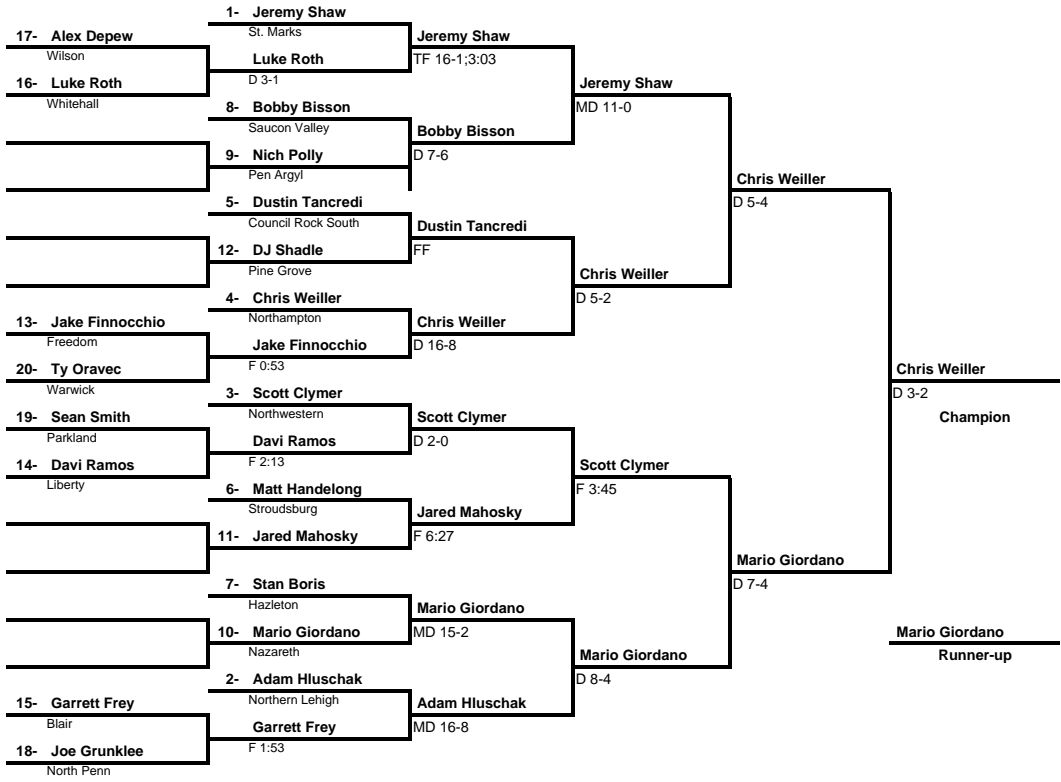 1- Jeremy Shaw
St. Marks
17- Alex Depew
Wilson
Jeremy Shaw
TF 16-1;3:03
Luke Roth
D 3-1
16- Luke Roth
Whitehall
Jeremy Shaw
MD 11-0
8- Bobby Bisson
Saucon Valley
Bobby Bisson
D 7-6
9- Nich Polly
Pen Argyl
Chris Weiller
D 5-4
5- Dustin Tancredi
Council Rock South
Dustin Tancredi
FF
12- DJ Shadle
Pine Grove
Chris Weiller
D 5-2
4- Chris Weiller
Northampton
13- Jake Finnocchio
Freedom
Chris Weiller
D 16-8
Jake Finnocchio
F 0:53
20- Ty Oravec
Warwick
Chris Weiller
D 3-2
Champion
3- Scott Clymer
Northwestern
19- Sean Smith
Parkland
Scott Clymer
D 2-0
Davi Ramos
F 2:13
14- Davi Ramos
Liberty
Scott Clymer
F 3:45
6- Matt Handelong
Stroudsburg
Jared Mahosky
F 6:27
11- Jared Mahosky
Mario Giordano
D 7-4
7- Stan Boris
Hazleton
Mario Giordano
MD 15-2
10- Mario Giordano
Nazareth
Mario Giordano
Runner-up
Mario Giordano
D 8-4
2- Adam Hluschak
Northern Lehigh
15- Garrett Frey
Blair
Adam Hluschak
MD 16-8
Garrett Frey
F 1:53
18- Joe Grunklee
North Penn